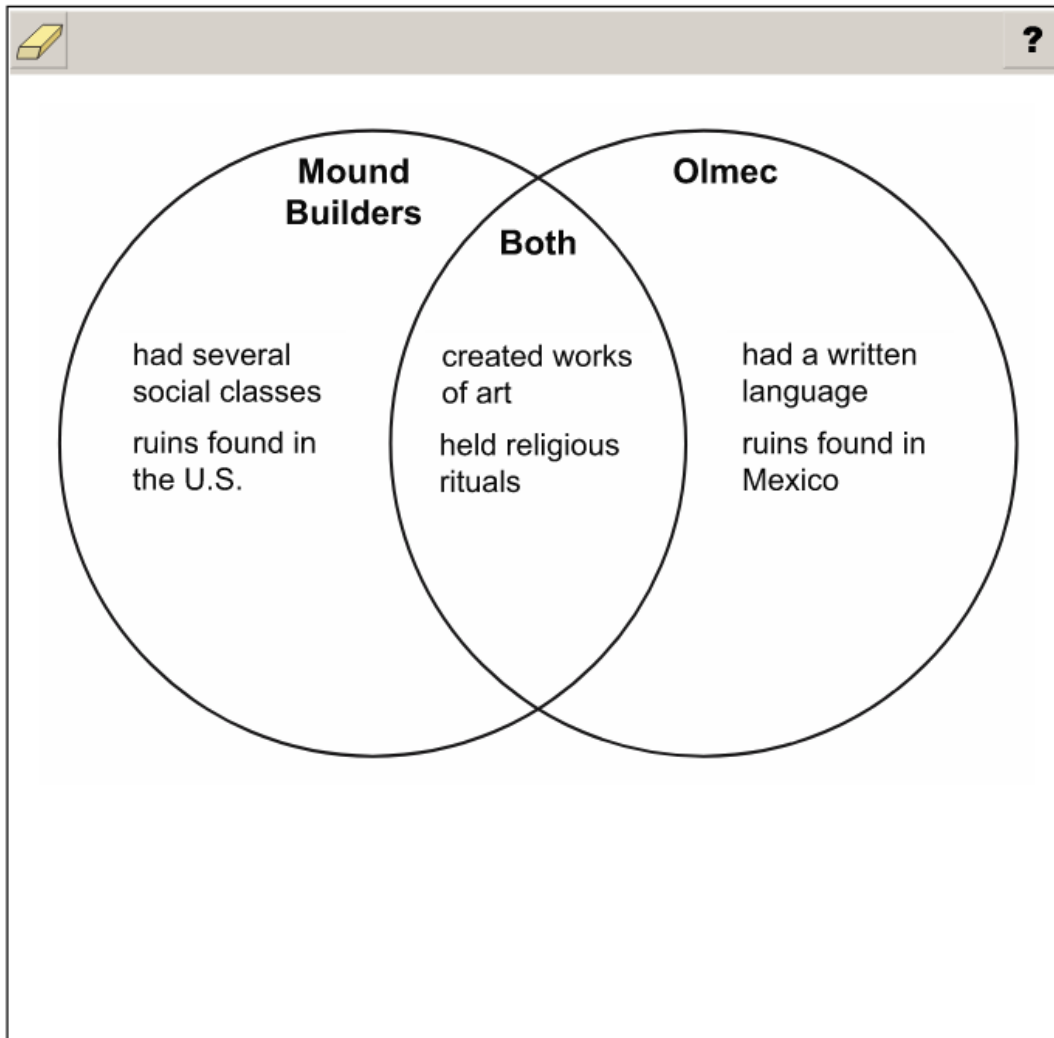 ?
Mound
Builders
Olmec
Both
had several
social classes
ruins found in
the U.S.
created works
of art
held religious
rituals
had a written
language
ruins found in
Mexico